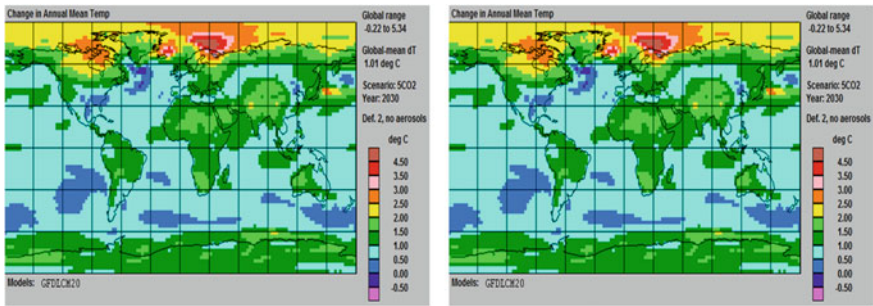 Change in Annual Mean Temp
Global range
-0.22 to 5.34
Global-mean dT
1.01 deg C
Scenario: 5CO2
Year: 2030
Def. 2, no aerosols
deg C
4.50
4.00
3.50
3.00
2.50
2.00
1.50
1.00
0.50
0.00
-0.50
Models: GFDLCM20
Change in Annual Mean Temp
Global range
-0.22 to 5.34
Global-mean dT
1.01 deg C
Scenario: 5CO2
Year: 2030
Def. 2, no aerosols
deg C
4.50
4.00
3.50
3.00
2.50
2.00
1.50
1.00
0.50
0.00
-0.50
Models: GFDLCM20